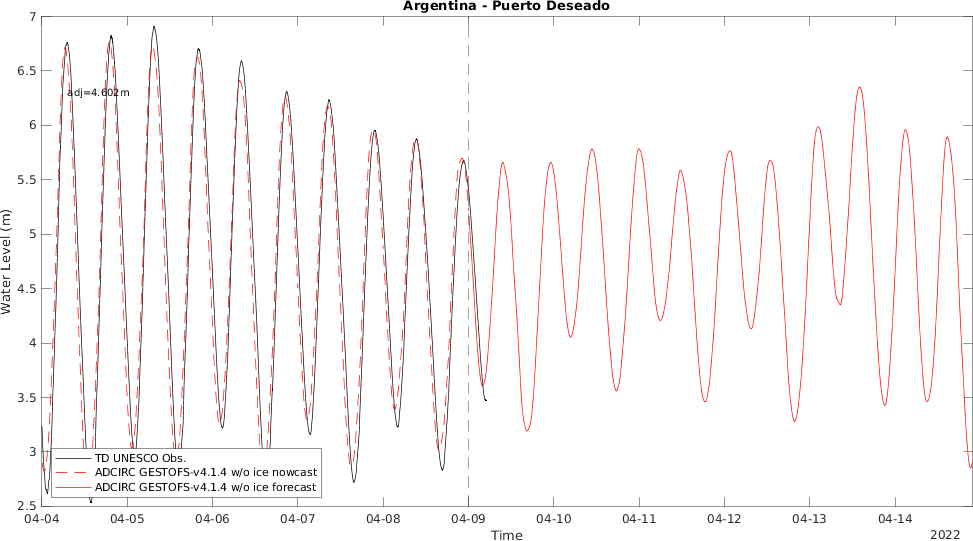 Argentina - Puerto Deseado
Water Level (m)
7
6.5
6
5.5
5
4.5
4
3.5
3
2.5
adj=4.602m
TD UNESCO Obs.
ADCIRC GESTOFS-v4.1.4 w/o ice nowcast
ADCIRC GESTOFS-v4.1.4 w/o ice forecast
04-04 04-05 04-06 04-07 04-08 04-09 04-10 04-11 04-12 04-13 04-14
Time
2022